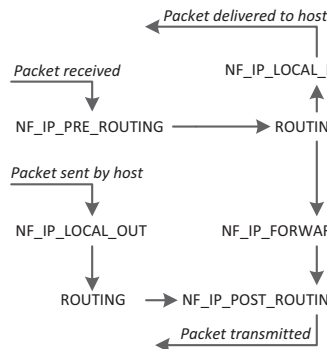 Packet delivered to host
Packet received
NF_IP_LOCAL_
NF_IP_PRE_ROUTING
ROUTIN
Packet sent by host
NF_IP_LOCAL_OUT
NF_IP_FORWAR
ROUTING
NF_IP_POST_ROUTIN
Packet transmitted